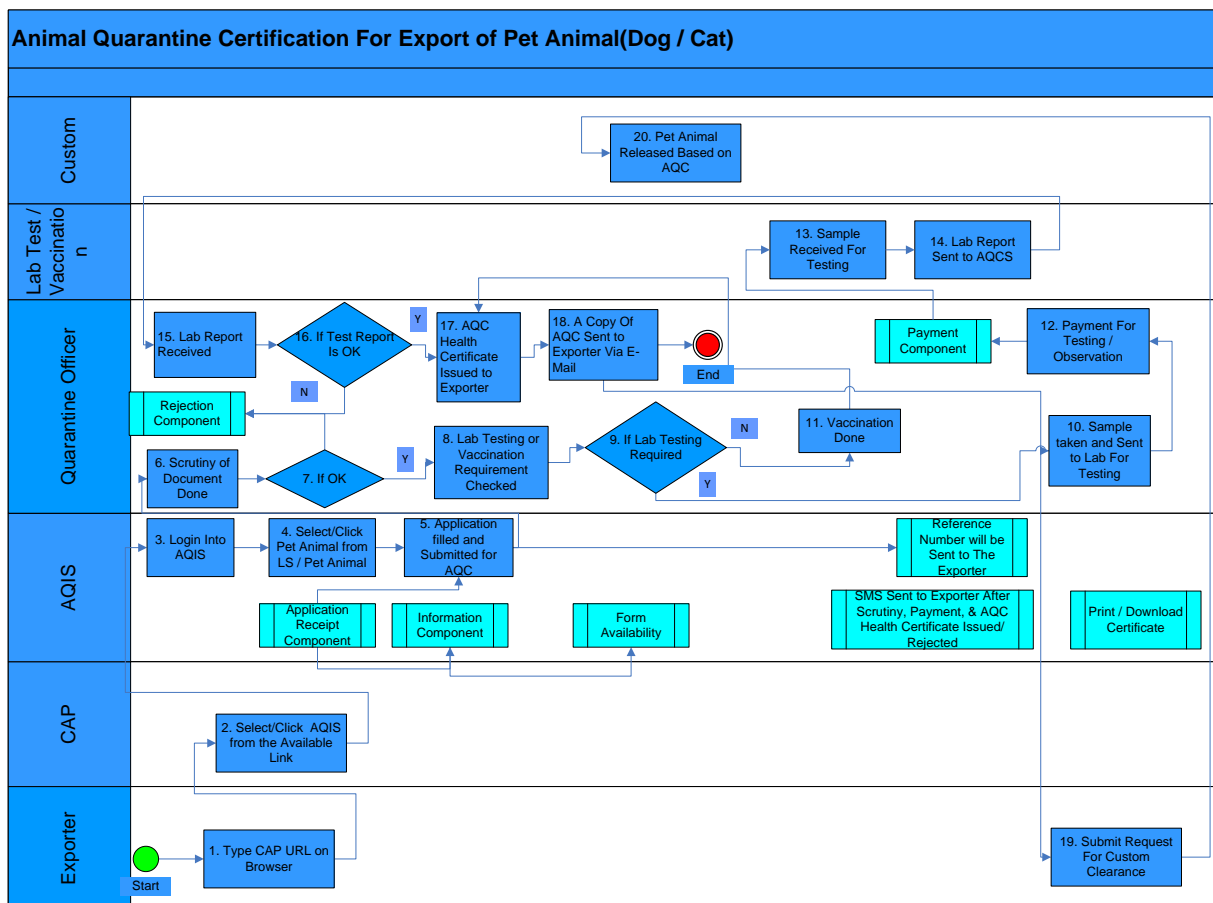 Animal Quarantine Certification For Export of Pet Animal(Dog / Cat)
Custom
20. Pet Animal
Released Based on
AQC
Lab Test /
Vaccinatio
n
13. Sample
Received For
Testing
14. Lab Report
Sent to AQCS
Quarantine Officer
15. Lab Report
Received
16. If Test Report
Is OK
Y
N
17. AQC
Health
Certificate
Issued to
Exporter
18. A Copy Of
AQC Sent to
Exporter Via E-
Mail
End
Payment
Component
12. Payment For
Testing /
Observation
Rejection
Component
6. Scrutiny of
Document
Done
7. If OK
Y
8. Lab Testing or
Vaccination
Requirement
Checked
9. If Lab Testing
Required
N
Y
11. Vaccination
Done
10. Sample
taken and Sent
to Lab For
Testing
AQIS
3. Login Into
AQIS
4. Select/Click
Pet Animal from
LS / Pet Animal
5. Application
filled and
Submitted for
AQC
Reference
Number will be
Sent to The
Exporter
Application
Receipt
Component
Information
Component
Form
Availability
SMS Sent to Exporter After
Scrutiny, Payment, & AQC
Health Certificate Issued/
Rejected
Print / Download
Certificate
CAP
2. Select/Click AQIS
from the Available
Link
Exporter
Start
1. Type CAP URL on
Browser
19. Submit Request
For Custom
Clearance